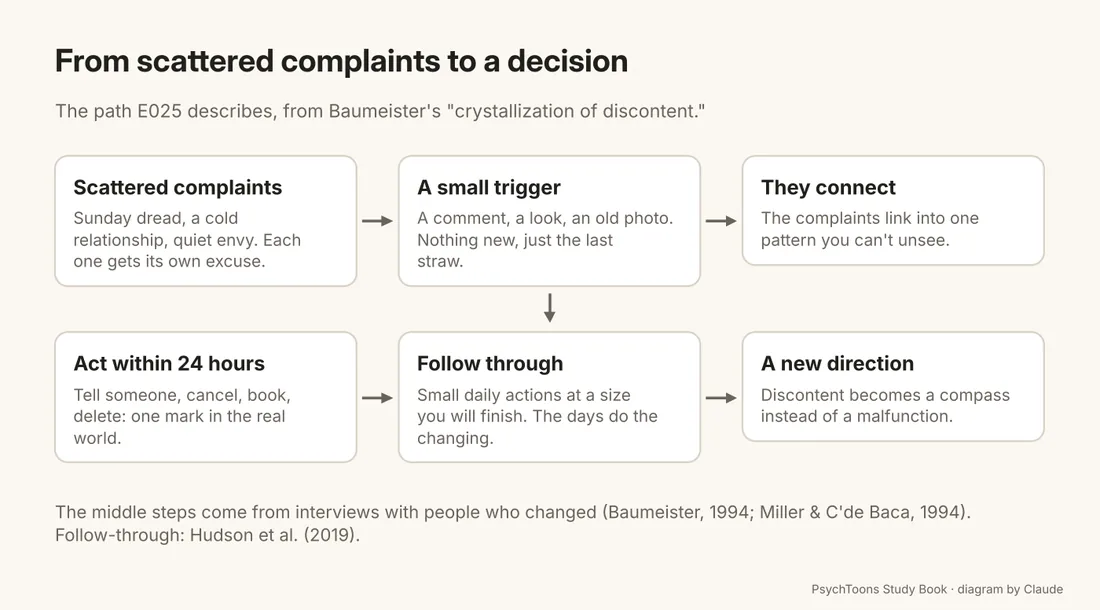 From scattered complaints to a decision
The path E025 describes, from Baumeister's "crystallization of discontent."
Scattered complaints
Sunday dread, a cold
relationship, quiet envy. Each
one gets its own excuse.
A small trigger
A comment, a look, an old photo.
Nothing new, just the last
straw.
They connect
The complaints link into one
pattern you can't unsee.
Act within 24 hours
Tell someone, cancel, book,
delete: one mark in the real
world.
Follow through
Small daily actions at a size
you will finish. The days do the
changing.
A new direction
Discontent becomes a compass
instead of a malfunction.
The middle steps come from interviews with people who changed (Baumeister, 1994; Miller & C'de Baca, 1994).
Follow-through: Hudson et al. (2019).
PsychToons Study Book · diagram by Claude